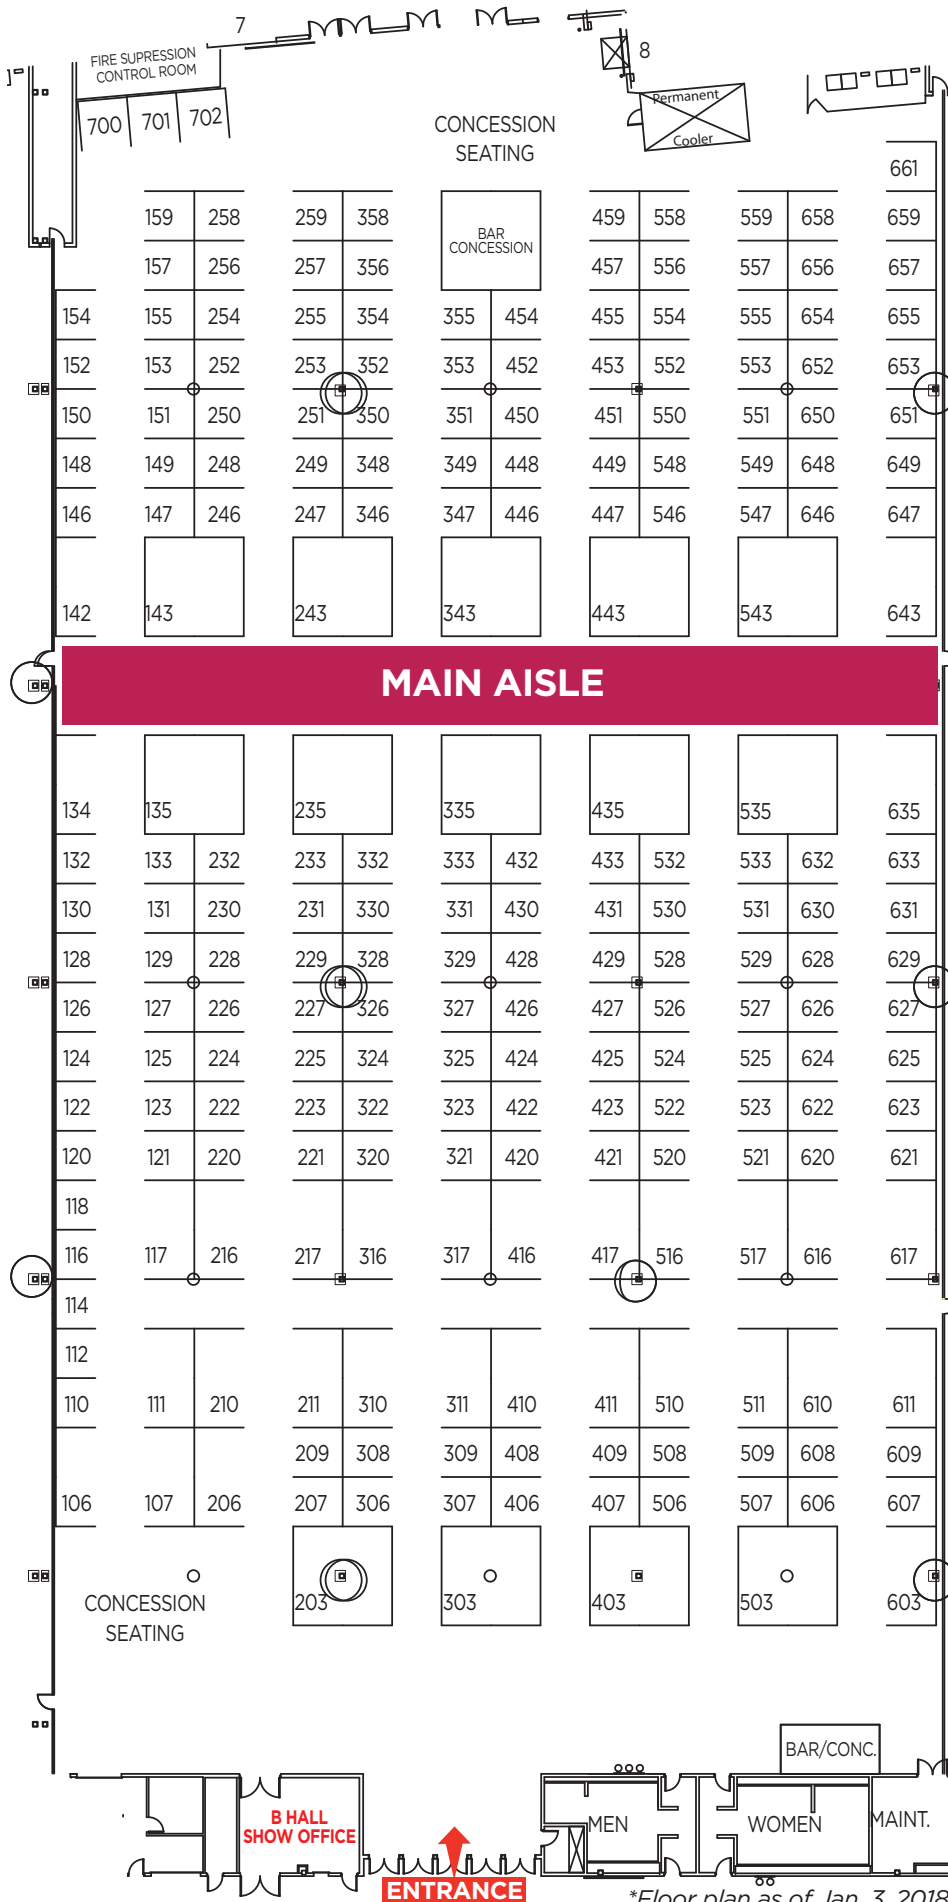 7
8
FIRE SUPRESSION
CONTROL ROOM
700 701 702
Permanent
Cooler
CONCESSION
SEATING
661
159 258 259 358 BAR CONCESSION 459 558 559 658 659
157 256 257 356 457 556 557 656 657
154 155 254 255 354 355 454 455 554 555 654 655
152 153 252 253 352 353 452 453 552 553 652 653
150 151 250 251 350 351 450 451 550 551 650 651
148 149 248 249 348 349 448 449 548 549 648 649
146 147 246 247 346 347 446 447 546 547 646 647
142 143 243 343 443 543 643
MAIN AISLE
134 135 235 335 435 535 635
132 133 232 233 332 333 432 433 532 533 632 633
130 131 230 231 330 331 430 431 530 531 630 631
128 129 228 229 328 329 428 429 528 529 628 629
126 127 226 227 326 327 426 427 526 527 626 627
124 125 224 225 324 325 424 425 524 525 624 625
122 123 222 223 322 323 422 423 522 523 622 623
120 121 220 221 320 321 420 421 520 521 620 621
118
116 117 216 217 316 317 416 417 516 517 616 617
114
112
110 111 210 211 310 311 410 411 510 511 610 611
209 308 309 408 409 508 509 608 609
106 107 206 207 306 307 406 407 506 507 606 607
203 303 403 503 603
CONCESSION
SEATING
BAR/CONC.
B HALL
SHOW OFFICE
MEN
WOMEN
MAINT.
ENTRANCE
*Floor plan as of Jan. 3, 2018